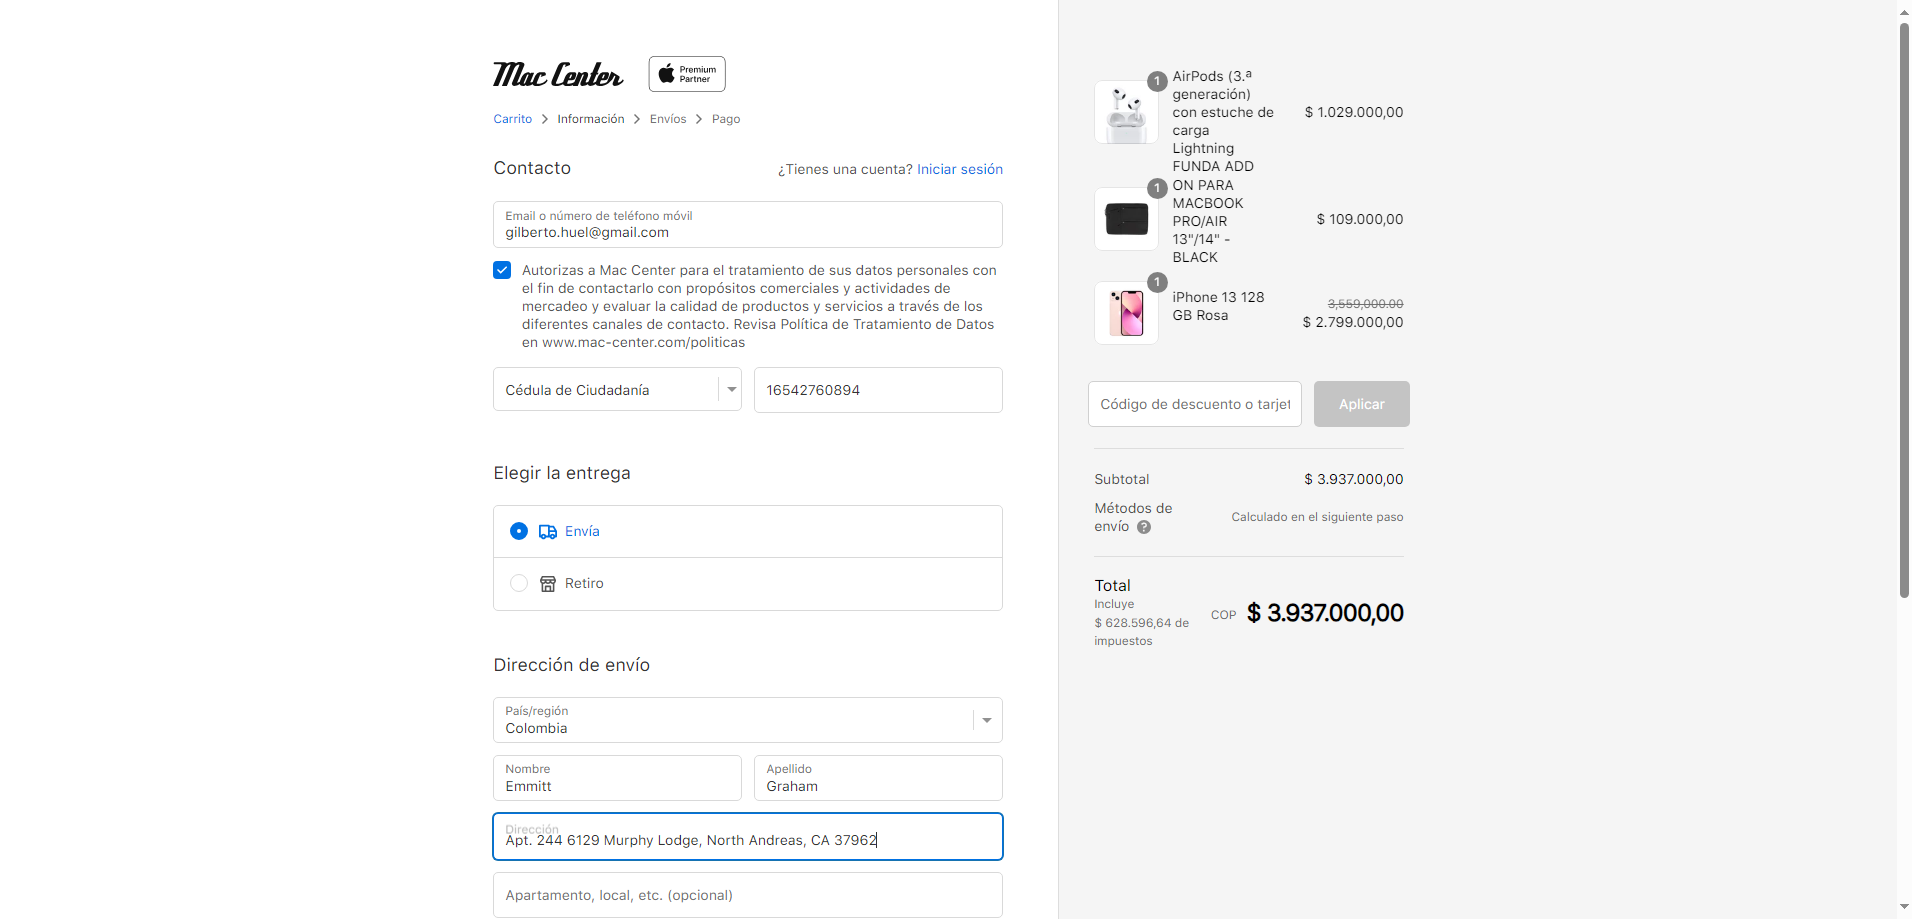 Mac Center
Premium
Partner
Carrito
Información
Envíos
Pago
Contacto
¿Tienes una cuenta? Iniciar sesión
Email o número de teléfono móvil
gilberto.huel@gmail.com
Autorizas a Mac Center para el tratamiento de sus datos personales con
el fin de contactarlo con propósitos comerciales y actividades de
mercadeo y evaluar la calidad de productos y servicios a través de los
diferentes canales de contacto. Revisa Política de Tratamiento de Datos
en www.mac-center.com/politicas
Cédula de Ciudadanía
16542760894
Elegir la entrega
Envía
Retiro
Dirección de envío
País/región
Colombia
Nombre
Emmitt
Apellido
Graham
Dirección
Apt. 244 6129 Murphy Lodge, North Andreas, CA 37962
Apartamento, local, etc. (opcional)
1
AirPods (3.ª
generación)
con estuche de
carga
Lightning
$ 1.029.000,00
1
FUNDA ADD
ON PARA
MACBOOK
PRO/AIR
13"/14" -
BLACK
$ 109.000,00
1
iPhone 13 128
GB Rosa
3,559,000.00
$ 2.799.000,00
Código de descuento o tarjet
Aplicar
Subtotal
$ 3.937.000,00
Métodos de
envío ?
Calculado en el siguiente paso
Total
Incluye
$ 628.596,64 de
impuestos
COP $ 3.937.000,00